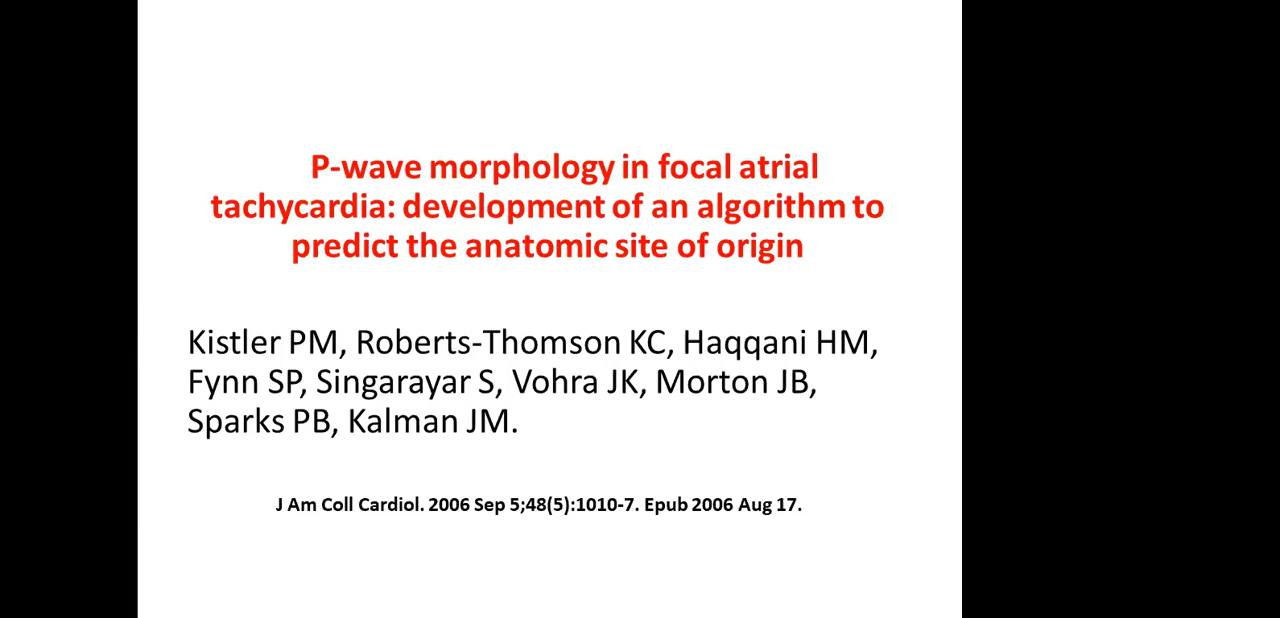 P-wave morphology in focal atrial
tachycardia: development of an algorithm to
predict the anatomic site of origin
Kistler PM, Roberts-Thomson KC, Haqqani HM,
Fynn SP, Singarayar S, Vohra JK, Morton JB,
Sparks PB, Kalman JM.
J Am Coll Cardiol. 2006 Sep 5;48(5):1010-7. Epub 2006 Aug 17.